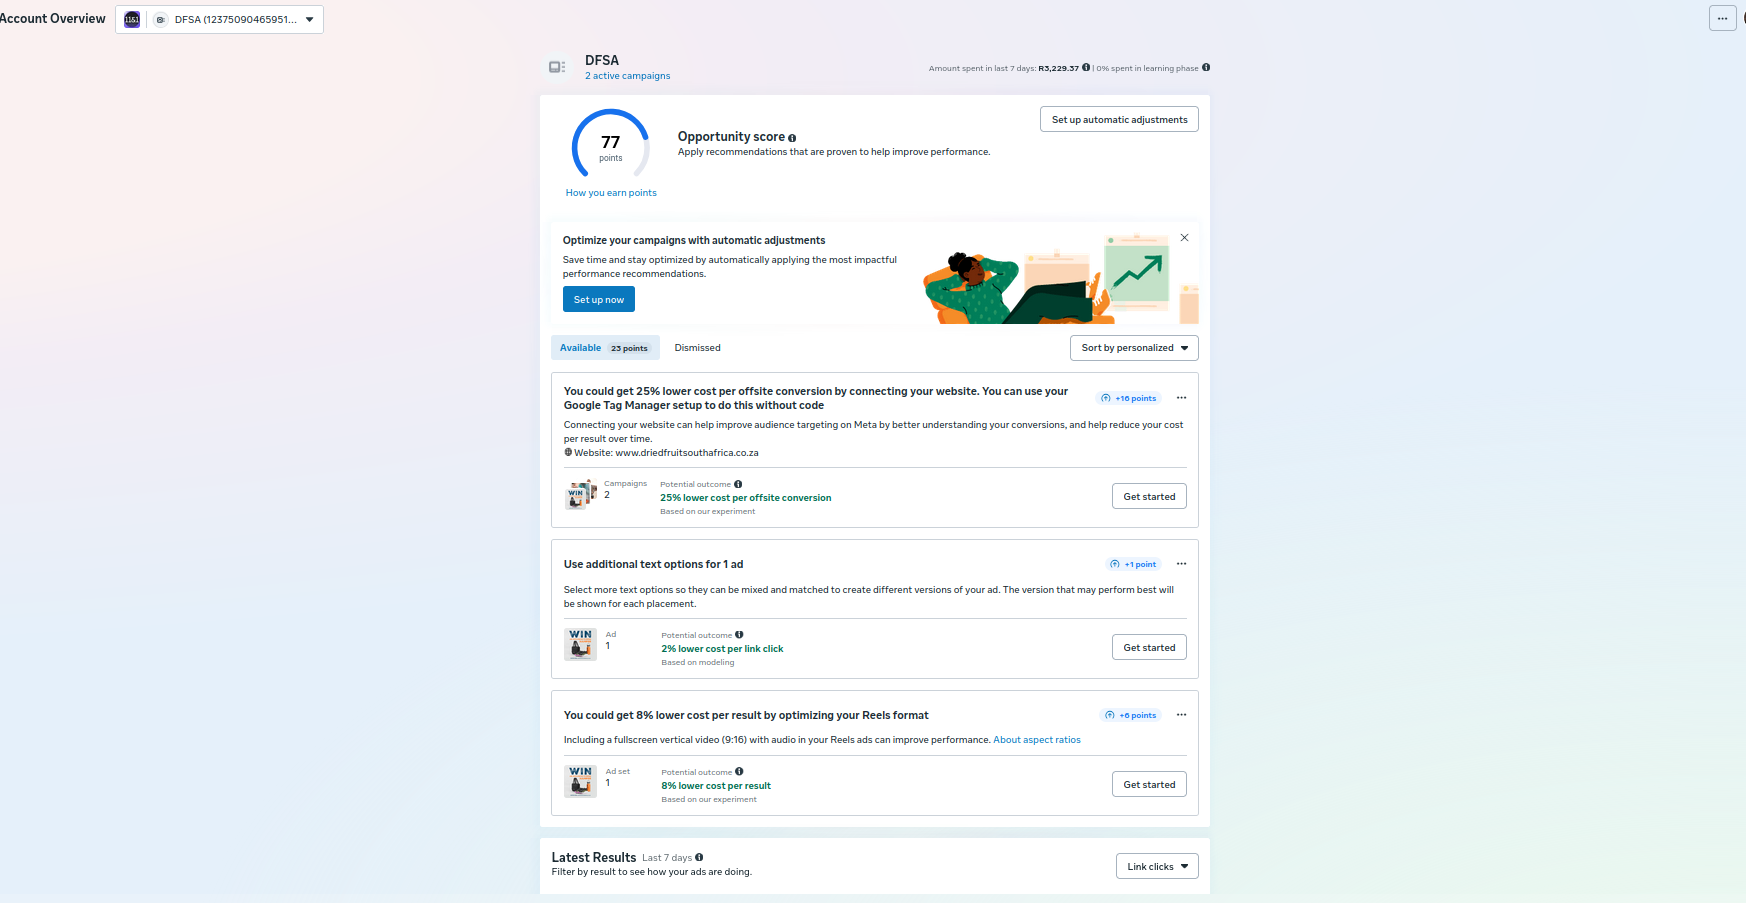 Account Overview
1151
DFSA (12375090465951...
...
DFSA
2 active campaigns
Amount spent in last 7 days: R3,229.37 | 0% spent in learning phase
77
points
How you earn points
Opportunity score
Apply recommendations that are proven to help improve performance.
Set up automatic adjustments
Optimize your campaigns with automatic adjustments
Save time and stay optimized by automatically applying the most impactful
performance recommendations.
Set up now
Available 23 points
Dismissed
Sort by personalized
You could get 25% lower cost per offsite conversion by connecting your website. You can use your
Google Tag Manager setup to do this without code
+16 points
Connecting your website can help improve audience targeting on Meta by better understanding your conversions, and help reduce your cost
per result over time.
Website: www.driedfruitsouthafrica.co.za
WIN
Campaigns
2
Potential outcome
25% lower cost per offsite conversion
Based on our experiment
Get started
Use additional text options for 1 ad
+1 point
Select more text options so they can be mixed and matched to create different versions of your ad. The version that may perform best will
be shown for each placement.
WIN
Ad
1
Potential outcome
2% lower cost per link click
Based on modeling
Get started
You could get 8% lower cost per result by optimizing your Reels format
+6 points
Including a fullscreen vertical video (9:16) with audio in your Reels ads can improve performance. About aspect ratios
WIN
Ad set
1
Potential outcome
8% lower cost per result
Based on our experiment
Get started
Latest Results Last 7 days
Filter by result to see how your ads are doing.
Link clicks